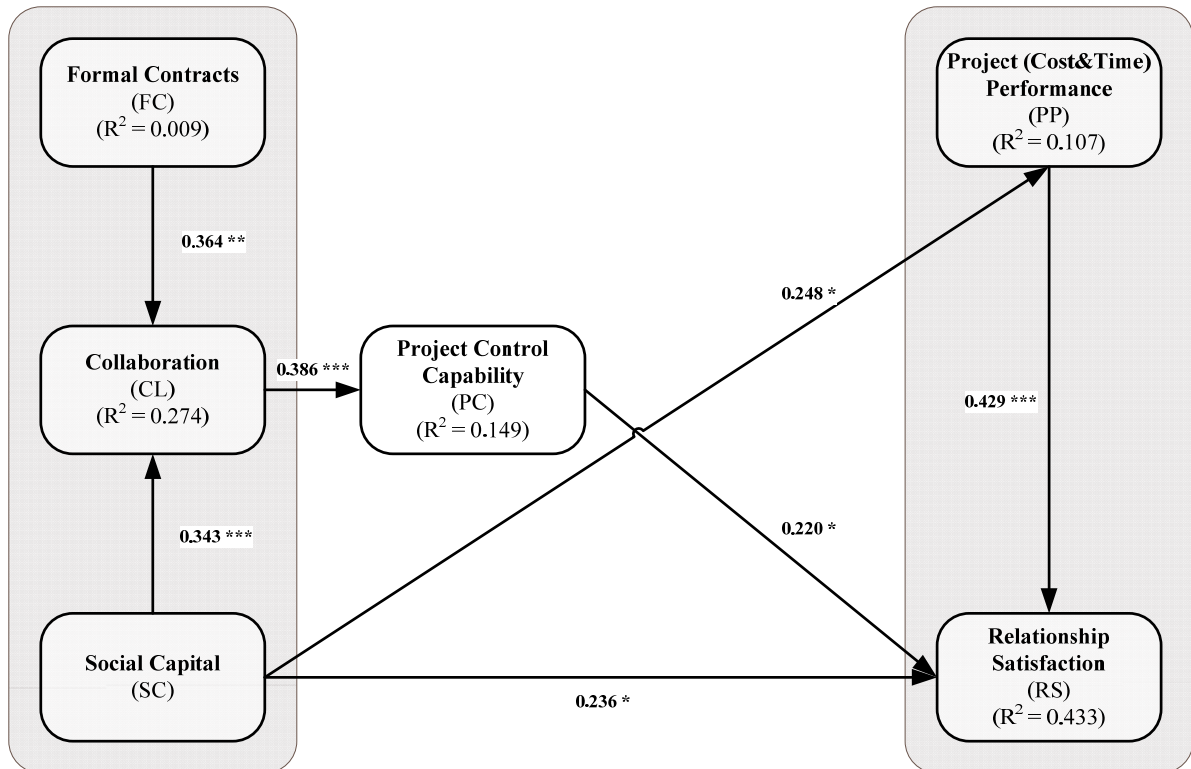 Formal Contracts
(FC)
(R² = 0.009)
0.364 **
Collaboration
(CL)
(R² = 0.274)
0.386 ***
0.343 ***
Social Capital
(SC)
Project Control
Capability
(PC)
(R² = 0.149)
0.248 *
0.220 *
0.236 *
Project (Cost&Time)
Performance
(PP)
(R² = 0.107)
0.429 ***
Relationship
Satisfaction
(RS)
(R² = 0.433)